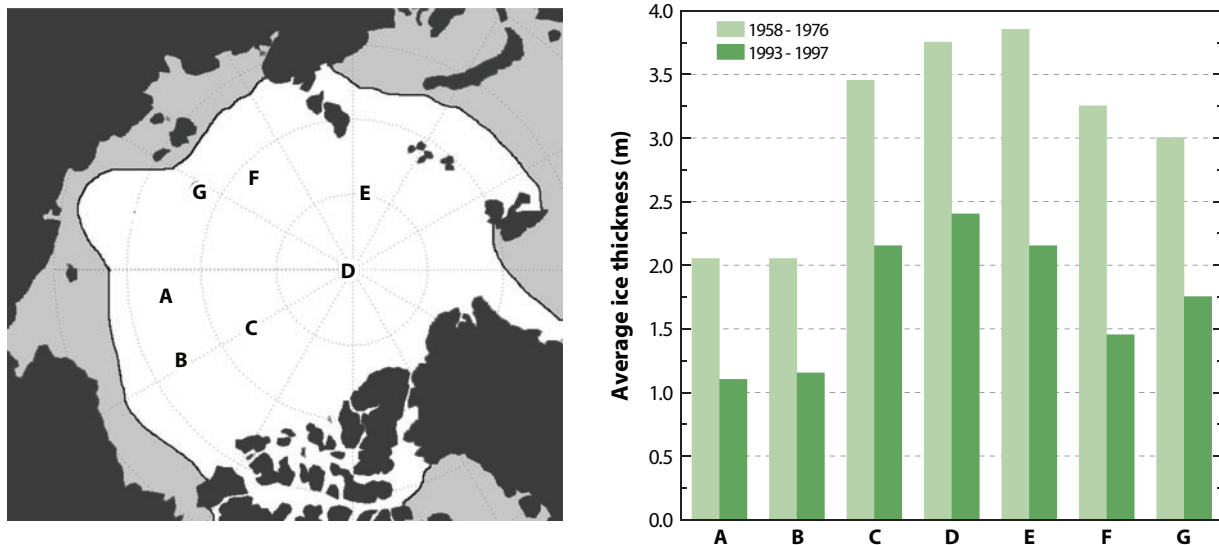 F
G
E
D
A
C
B
1958 - 1976
1993 - 1997
Average ice thickness (m)
4.0
3.5
3.0
2.5
2.0
1.5
1.0
0.5
0.0
A B C D E F G